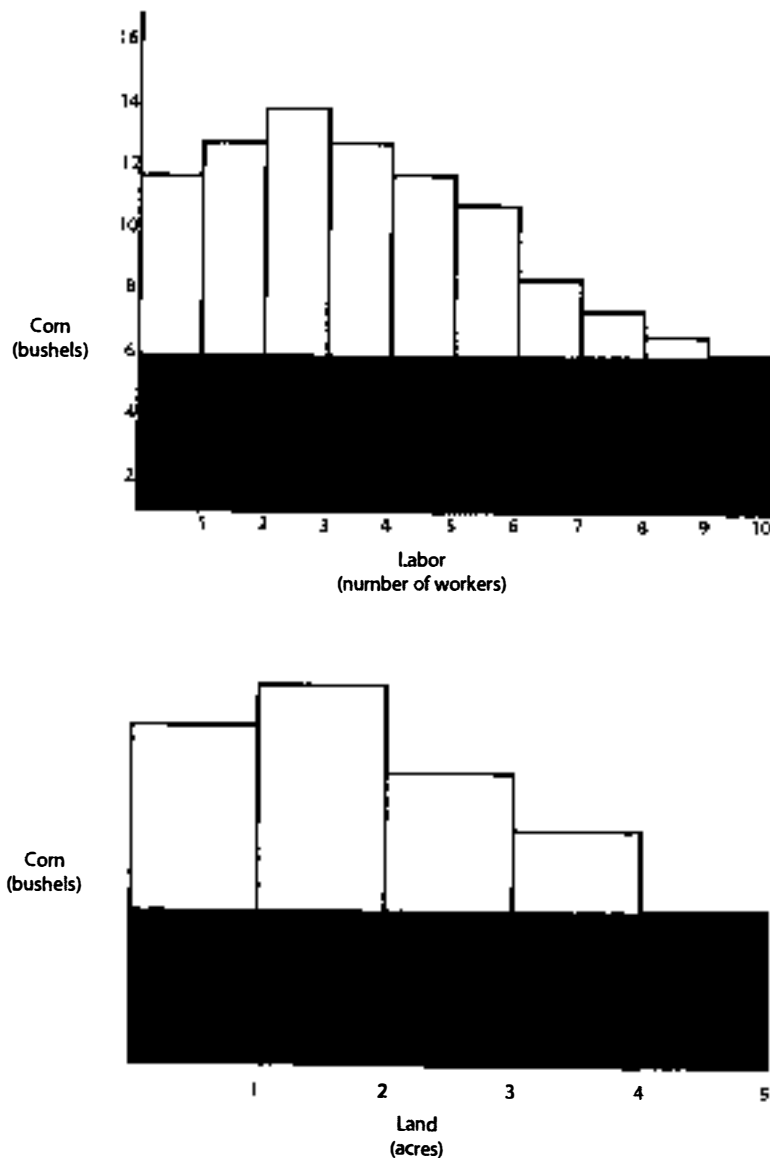 16
14
12
10
8
6
4
2
Corn
(bushels)
1 2 3 4 5 6 7 8 9 10
Labor
(number of workers)
Corn
(bushels)
1 2 3 4 5
Land
(acres)